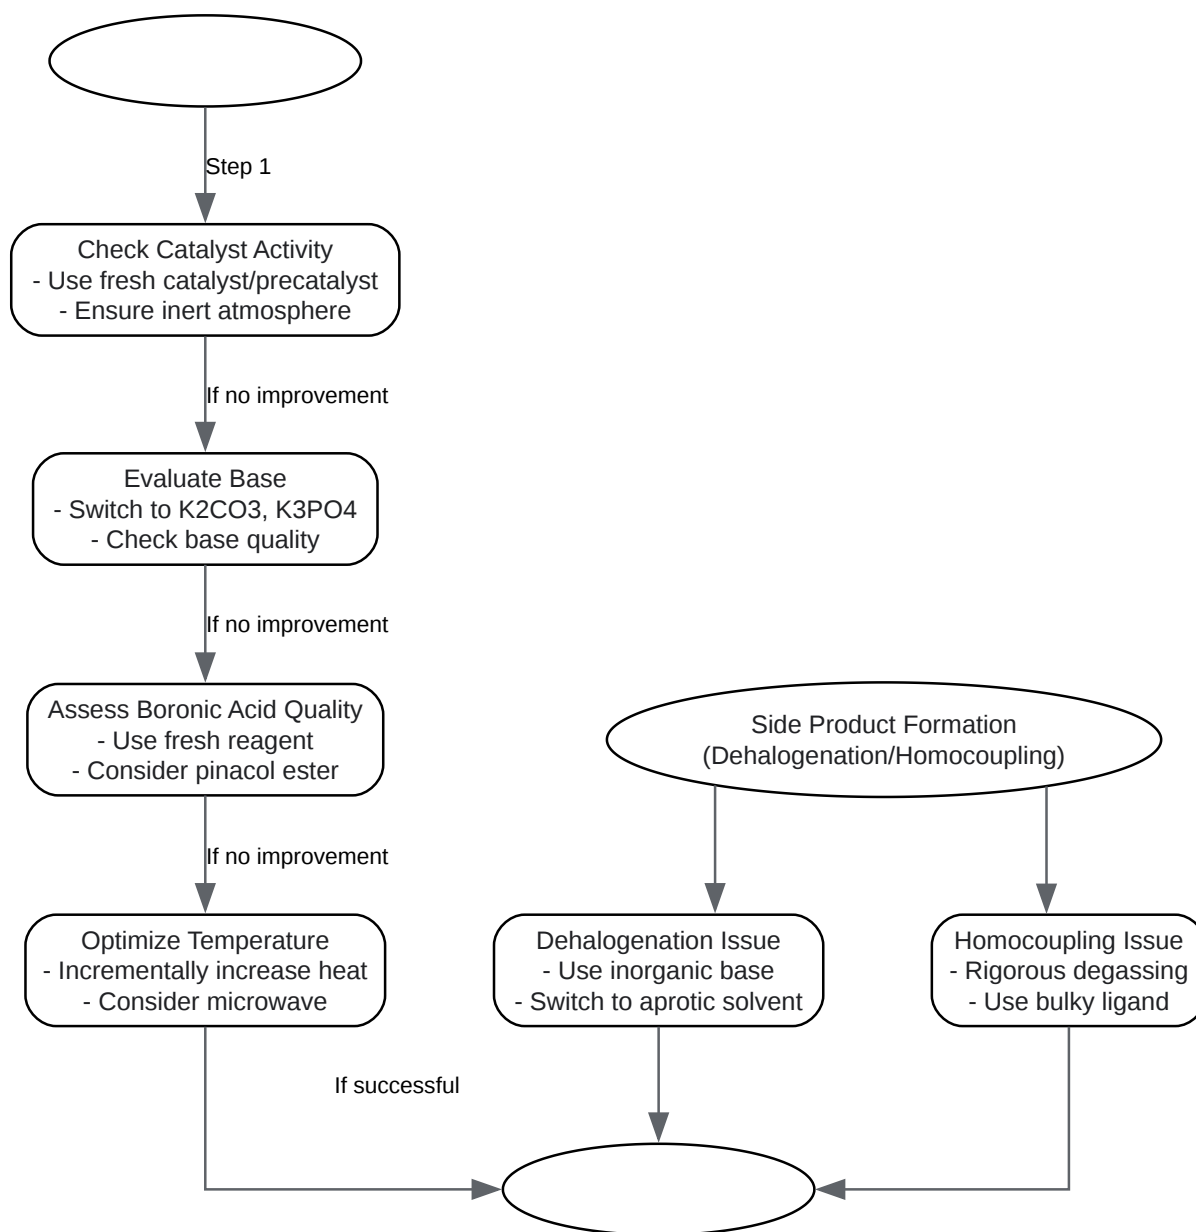 Step 1
Check Catalyst Activity
- Use fresh catalyst/precatalyst
- Ensure inert atmosphere
If no improvement
Evaluate Base
- Switch to K2CO3, K3PO4
- Check base quality
If no improvement
Assess Boronic Acid Quality
- Use fresh reagent
- Consider pinacol ester
If no improvement
Optimize Temperature
- Incrementally increase heat
- Consider microwave
If successful
Side Product Formation
(Dehalogenation/Homocoupling)
Dehalogenation Issue
- Use inorganic base
- Switch to aprotic solvent
Homocoupling Issue
- Rigorous degassing
- Use bulky ligand